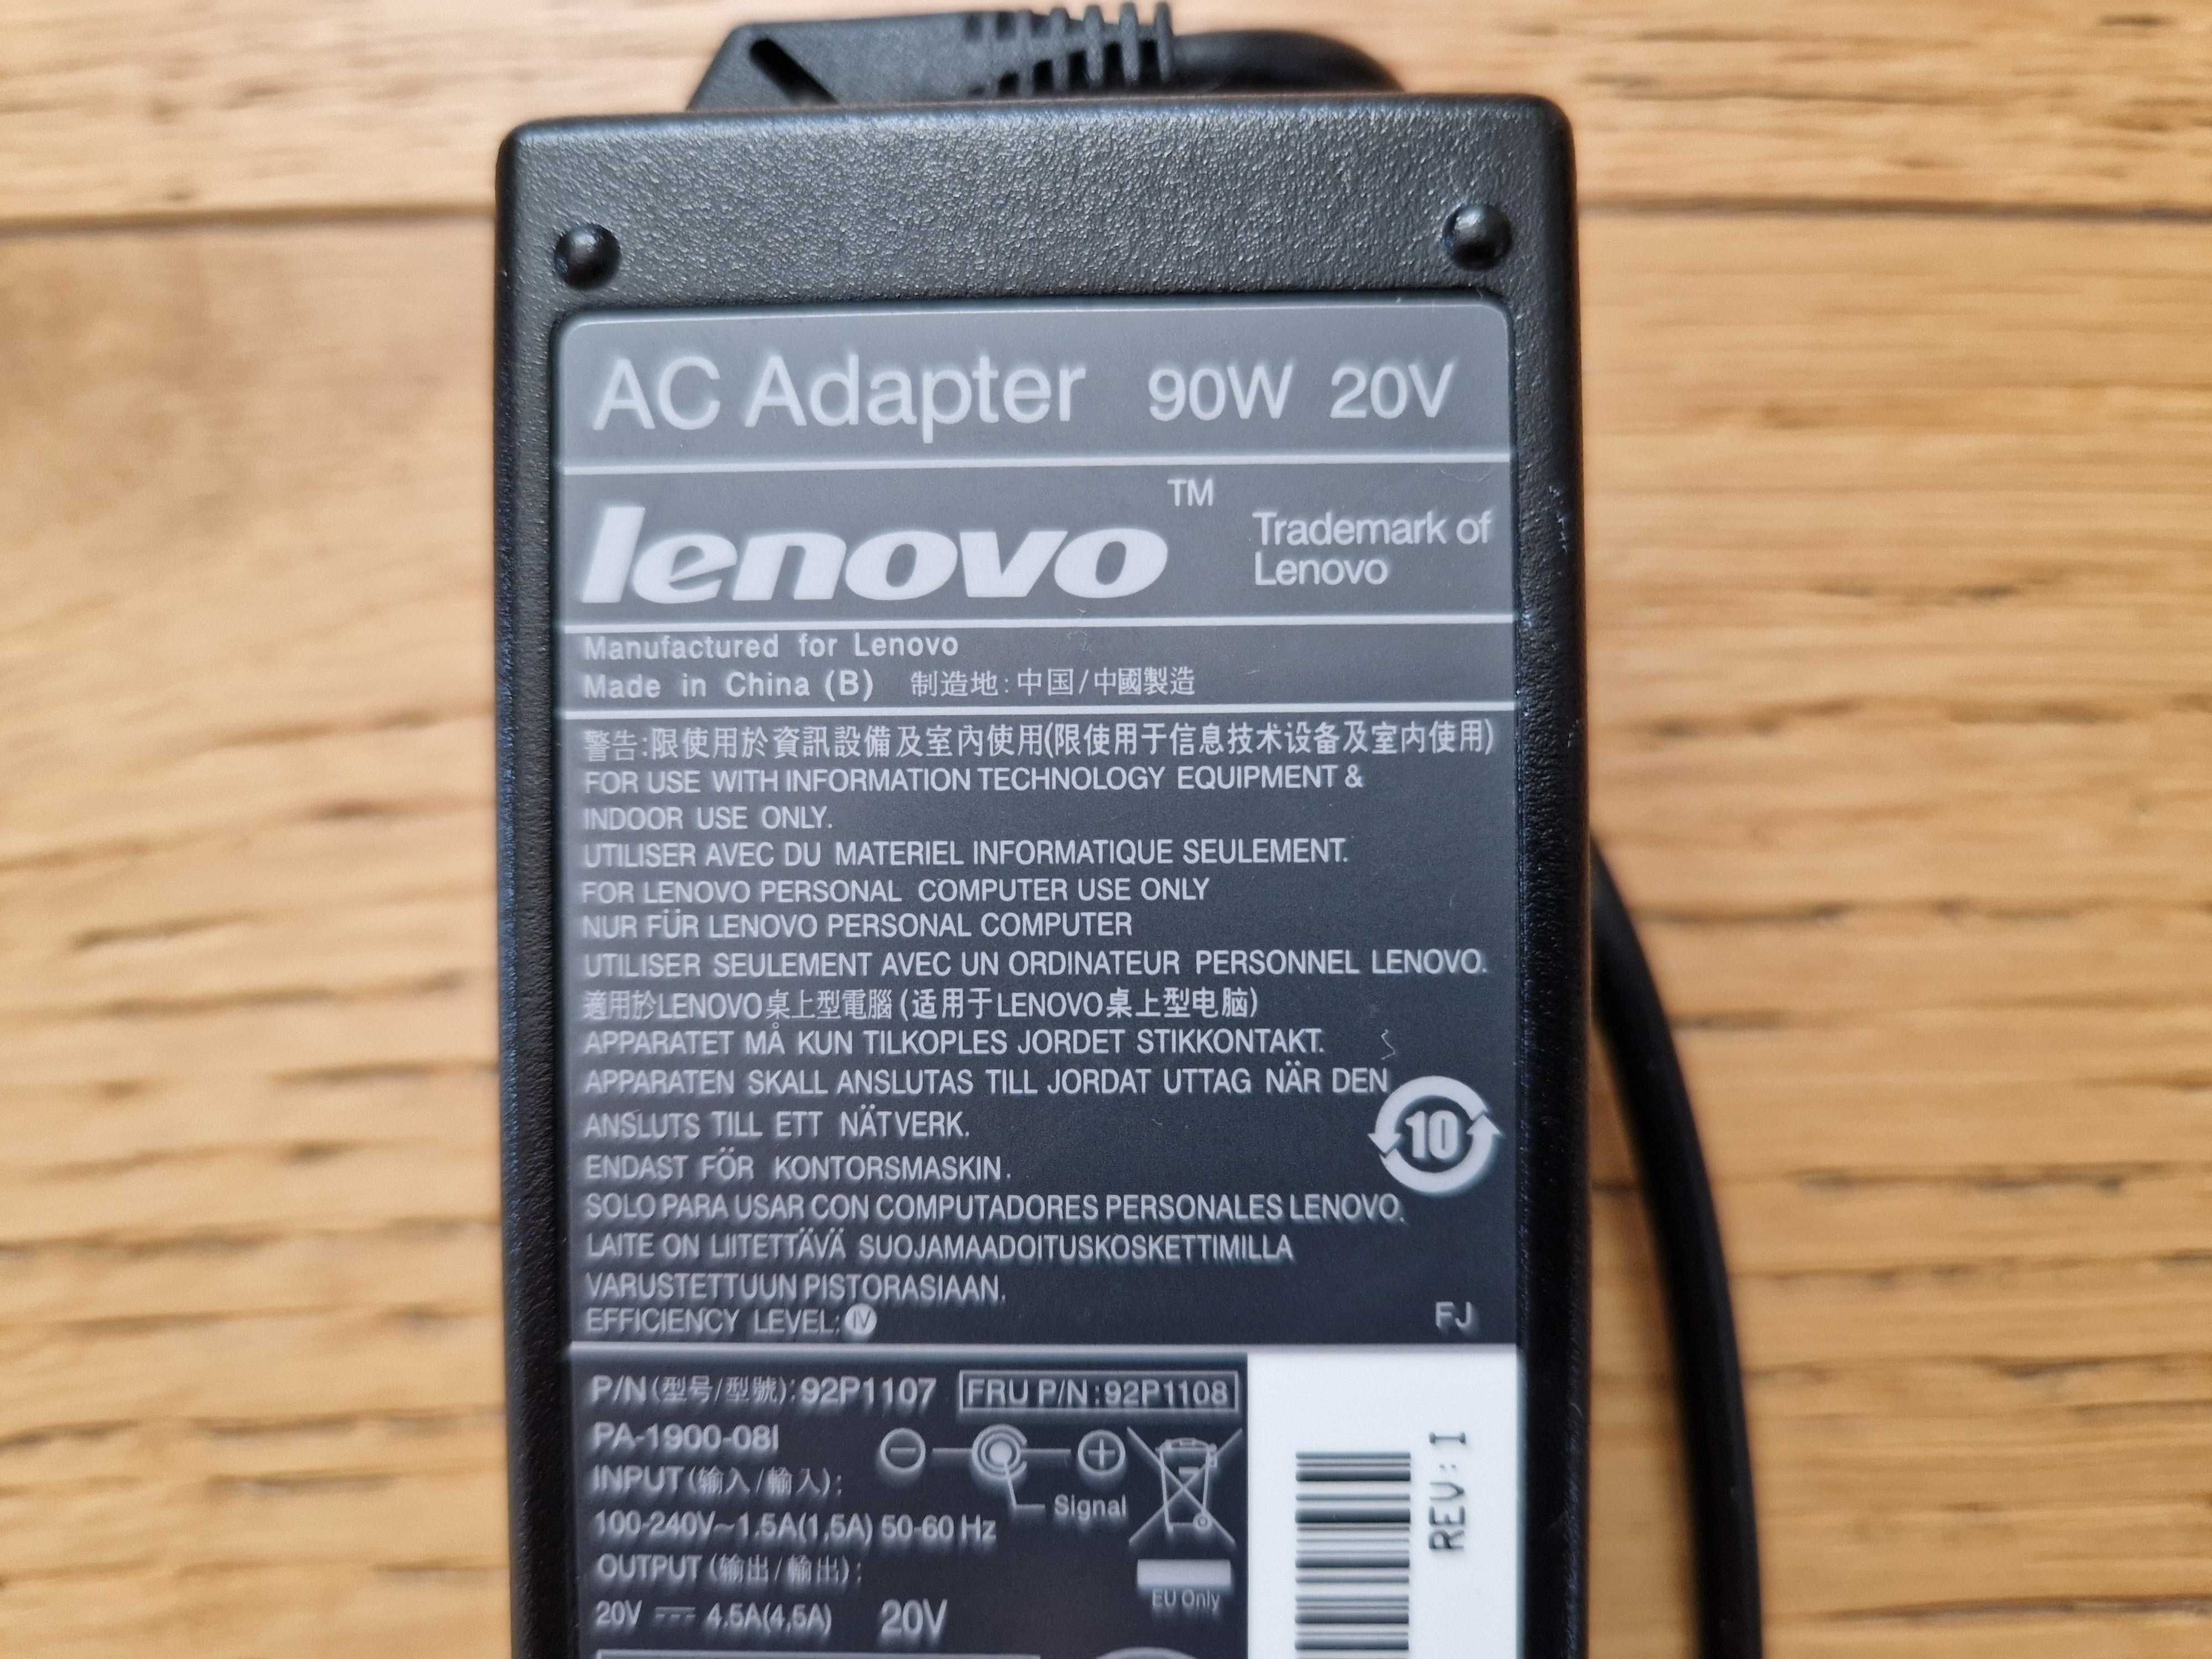 AC Adapter 90W 20V
lenovo™ Trademark of
Lenovo
Manufactured for Lenovo
Made in China (B) 制造地:中国/中國製造
警告:限使用於資訊設備及室內使用(限使用于信息技术设备及室内使用)
FOR USE WITH INFORMATION TECHNOLOGY EQUIPMENT &
INDOOR USE ONLY.
UTILISER AVEC DU MATERIEL INFORMATIQUE SEULEMENT.
FOR LENOVO PERSONAL COMPUTER USE ONLY
NUR FÜR LENOVO PERSONAL COMPUTER
UTILISER SEULEMENT AVEC UN ORDINATEUR PERSONNEL LENOVO.
適用於LENOVO桌上型電腦(适用于LENOVO桌上型电脑)
APPARATET MÅ KUN TILKOPLES JORDET STIKKONTAKT.
APPARATEN SKALL ANSLUTAS TILL JORDAT UTTAG NÄR DEN
ANSLUTS TILL ETT NÄTVERK.
10
ENDAST FÖR KONTORSMASKIN.
SOLO PARA USAR CON COMPUTADORES PERSONALES LENOVO.
LAITE ON LIITETTÄVÄ SUOJAMAADOITUSKOSKETTIMILLA
VARUSTETTUUN PISTORASIAAN.
EFFICIENCY LEVEL: IV FJ
P/N(型号/型號):92P1107 FRU P/N:92P1108
PA-1900-08I
INPUT(输入/輸入):
Signal
100-240V~1.5A(1,5A) 50-60 Hz
OUTPUT(输出/輸出):
EU Only
20V ⎓ 4.5A(4,5A) 20V
REV: I